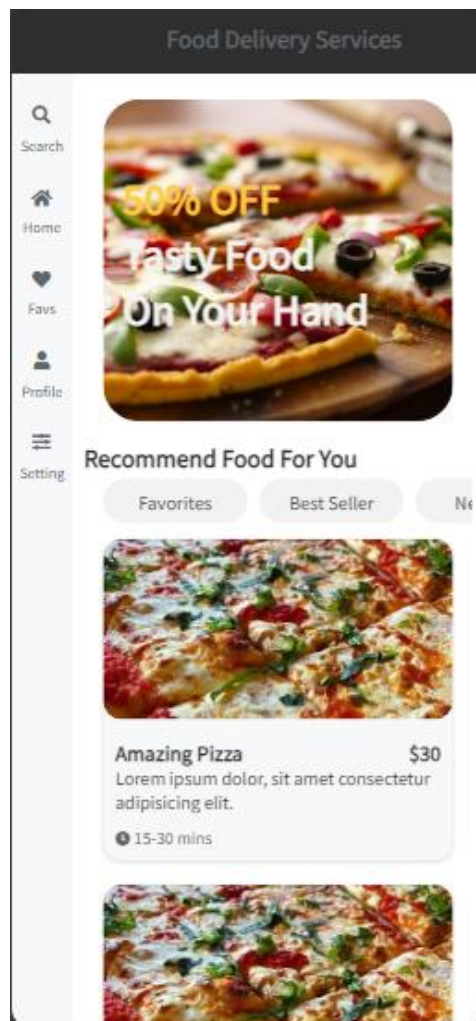 Food Delivery Services
Search
Home
Favs
Profile
Setting
50% OFF
Tasty Food
On Your Hand
Recommend Food For You
Favorites
Best Seller
Amazing Pizza
$30
Lorem ipsum dolor, sit amet consectetur
adipisicing elit.
15-30 mins